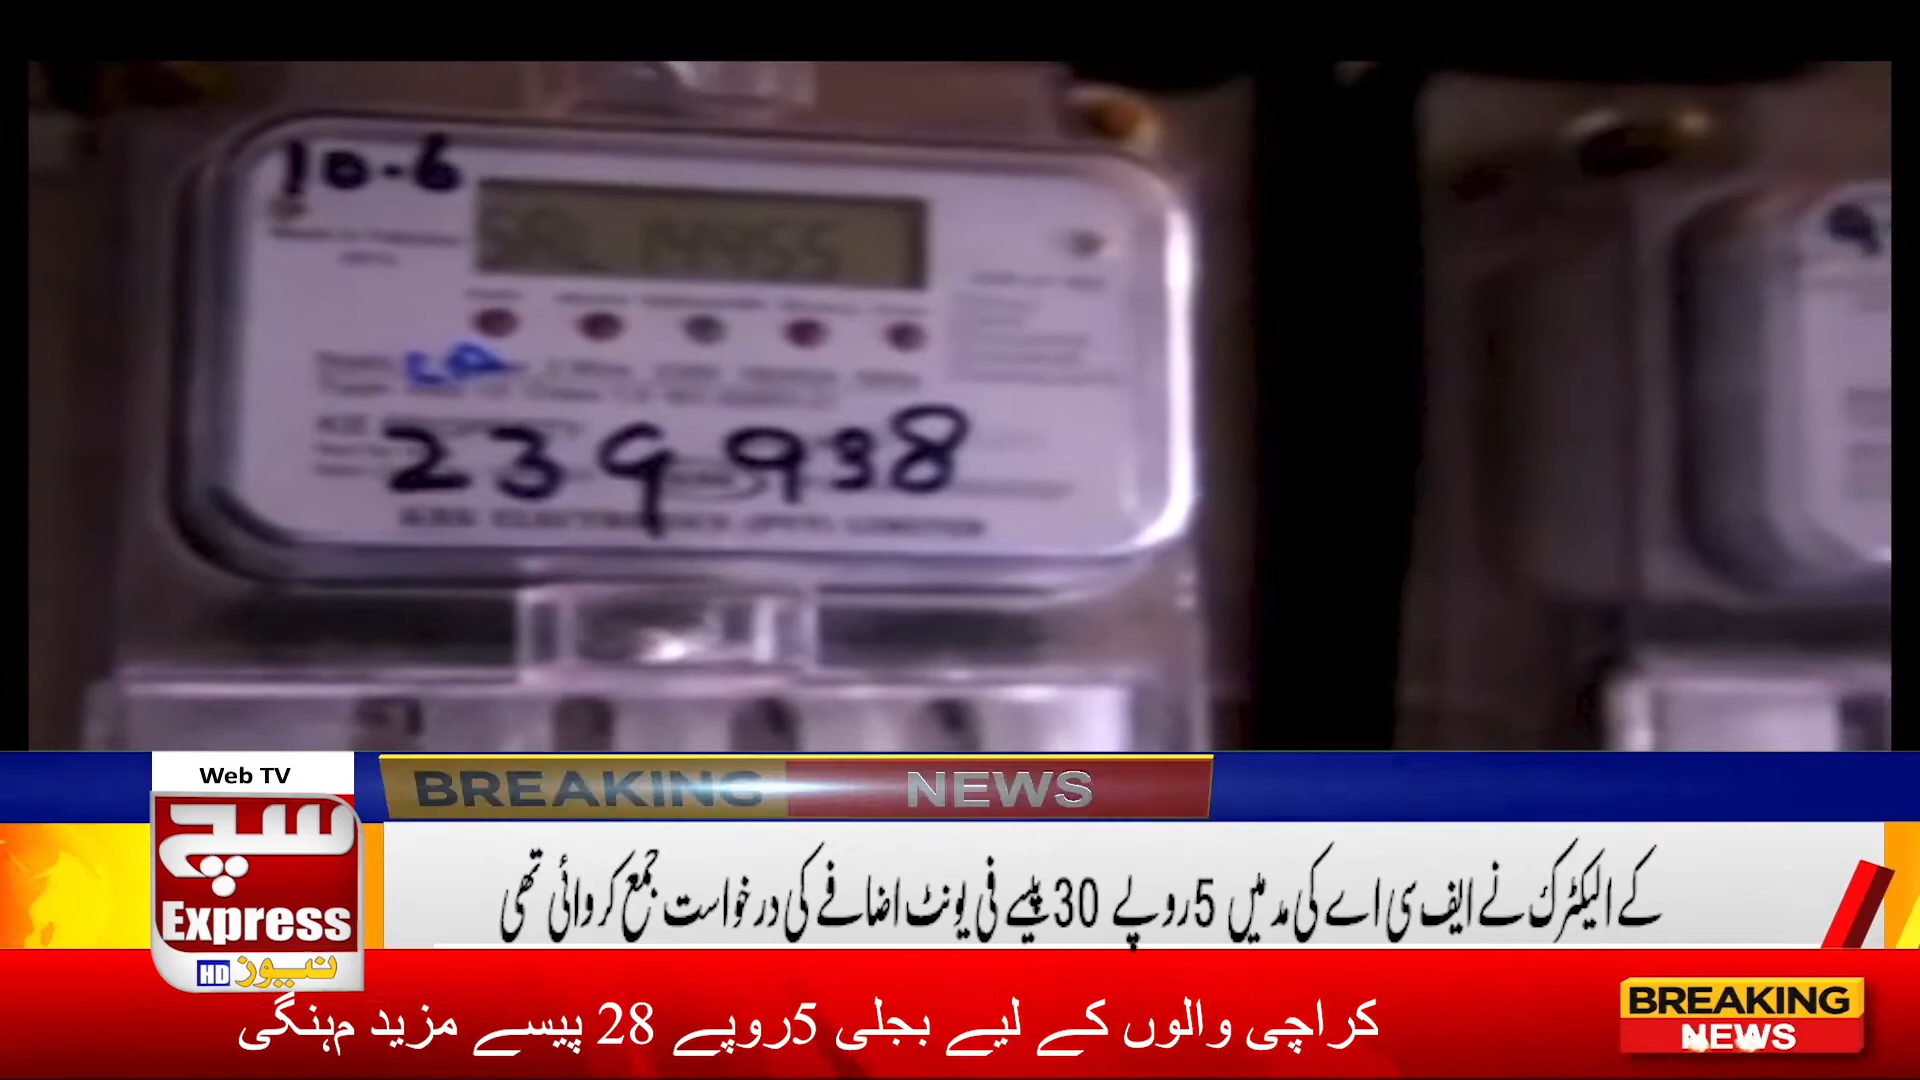 10-6
239938
Web TV
BREAKING NEWS
سچ
Express
نیوز HD
کے الیکٹرک نے ایف سی اے کی مد میں 5 روپے 30 پیسے فی یونٹ اضافے کی درخواست جمع کروائی تھی
کراچی والوں کے لیے بجلی 5روپے 28 پیسے مزید مہنگی
BREAKING
NEWS